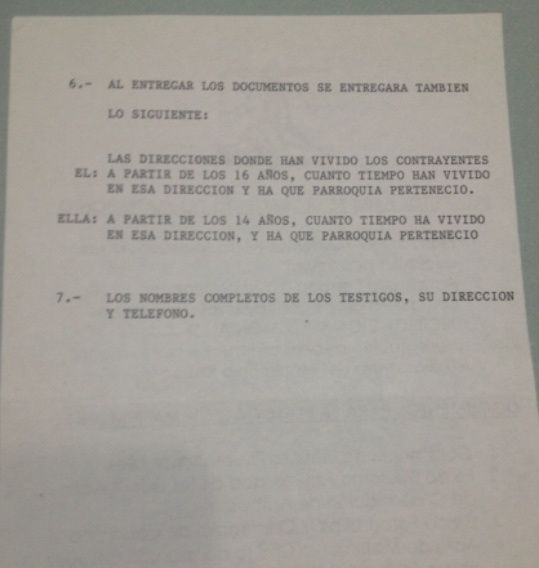 6.- AL ENTREGAR LOS DOCUMENTOS SE ENTREGARA TAMBIEN
LO SIGUIENTE:
LAS DIRECCIONES DONDE HAN VIVIDO LOS CONTRAYENTES
EL: A PARTIR DE LOS 16 AÑOS, CUANTO TIEMPO HAN VIVIDO
EN ESA DIRECCION Y HA QUE PARROQUIA PERTENECIO.
ELLA: A PARTIR DE LOS 14 AÑOS, CUANTO TIEMPO HA VIVIDO
EN ESA DIRECCION, Y HA QUE PARROQUIA PERTENECIO
7.- LOS NOMBRES COMPLETOS DE LOS TESTIGOS, SU DIRECCION
Y TELEFONO.